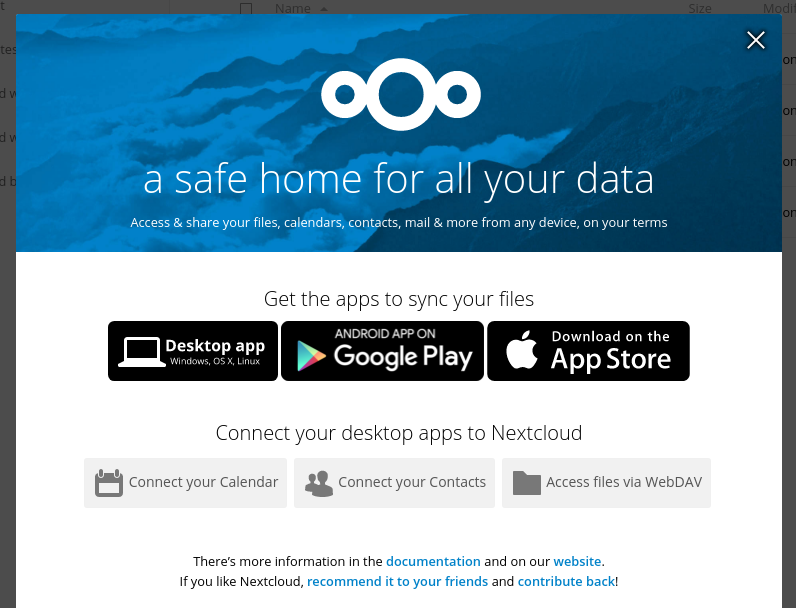 Name
Size
a safe home for all your data
Access & share your files, calendars, contacts, mail & more from any device, on your terms
Get the apps to sync your files
Desktop app
Windows, OS X, Linux
ANDROID APP ON
Google Play
Download on the
App Store
Connect your desktop apps to Nextcloud
Connect your Calendar
Connect your Contacts
Access files via WebDAV
There's more information in the documentation and on our website.
If you like Nextcloud, recommend it to your friends and contribute back!